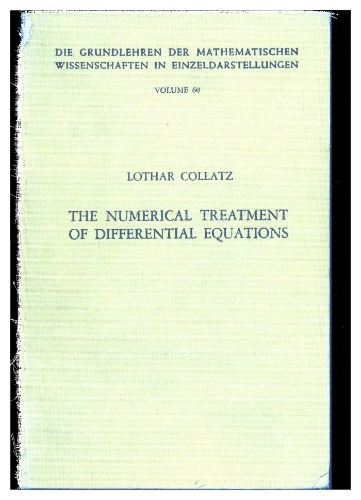 DIE GRUNDLEHREN DER MATHEMATISCHEN
WISSENSCHAFTEN IN EINZELDARSTELLUNGEN
VOLUME 60
LOTHAR COLLATZ
THE NUMERICAL TREATMENT
OF DIFFERENTIAL EQUATIONS